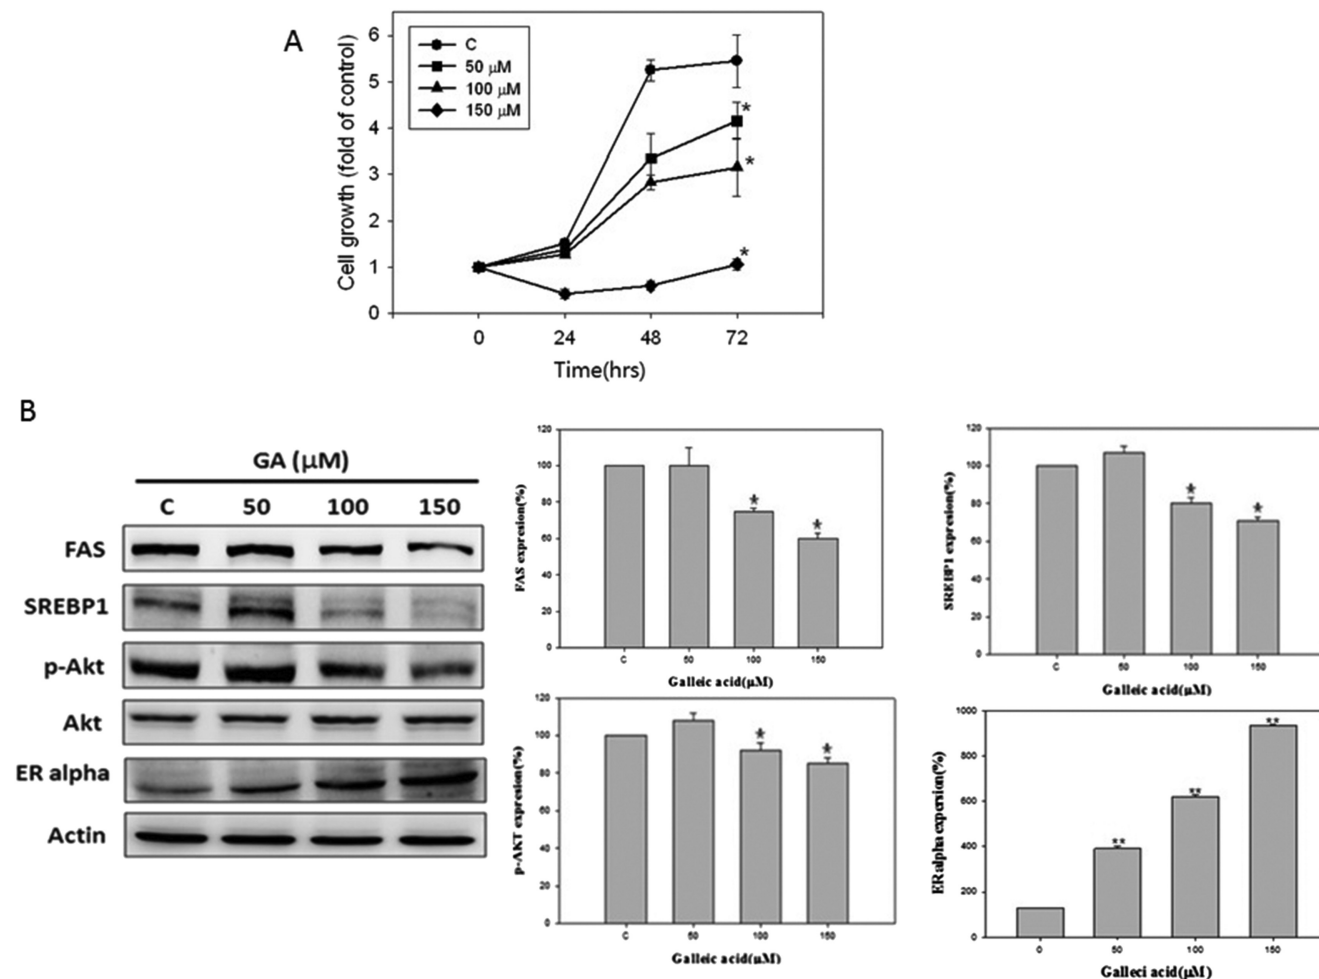 A
Cell growth (fold of control)
6
5
4
3
2
1
0
C
50 µM
100 µM
150 µM
*
*
*
0 24 48 72
Time(hrs)
B
GA (µM)
C 50 100 150
FAS
SREBP1
p-Akt
Akt
ER alpha
Actin
FAS expresion(%)
120
100
80
60
40
20
0
*
*
C 50 100 150
Galleic acid(µM)
SREBP1 expresion(%)
120
100
80
60
40
20
0
*
*
C 50 100 150
Galleic acid(µM)
p-AKT expresion(%)
120
100
80
60
40
20
0
*
*
C 50 100 150
Galleic acid(µM)
ER alpha expersion(%)
1000
800
600
400
200
0
**
**
**
0 50 100 150
Galleci acid(µM)